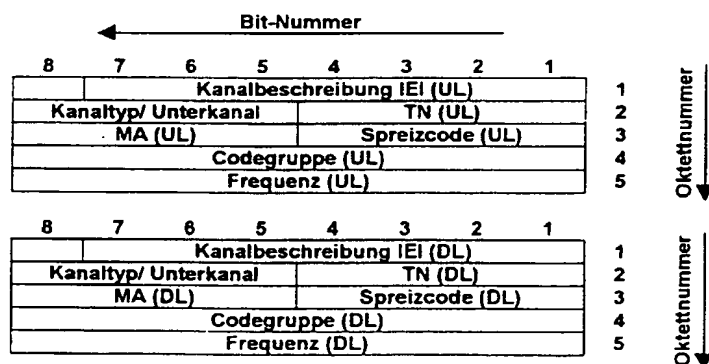 Bit-Nummer
8 7 6 5 4 3 2 1
Kanalbeschreibung IEI (UL) 1
Kanaltyp/ Unterkanal TN (UL) 2
MA (UL) Spreizcode (UL) 3
Codegruppe (UL) 4
Frequenz (UL) 5
Oktettnummer
8 7 6 5 4 3 2 1
Kanalbeschreibung IEI (DL) 1
Kanaltyp/ Unterkanal TN (DL) 2
MA (DL) Spreizcode (DL) 3
Codegruppe (DL) 4
Frequenz (DL) 5
Oktettnummer